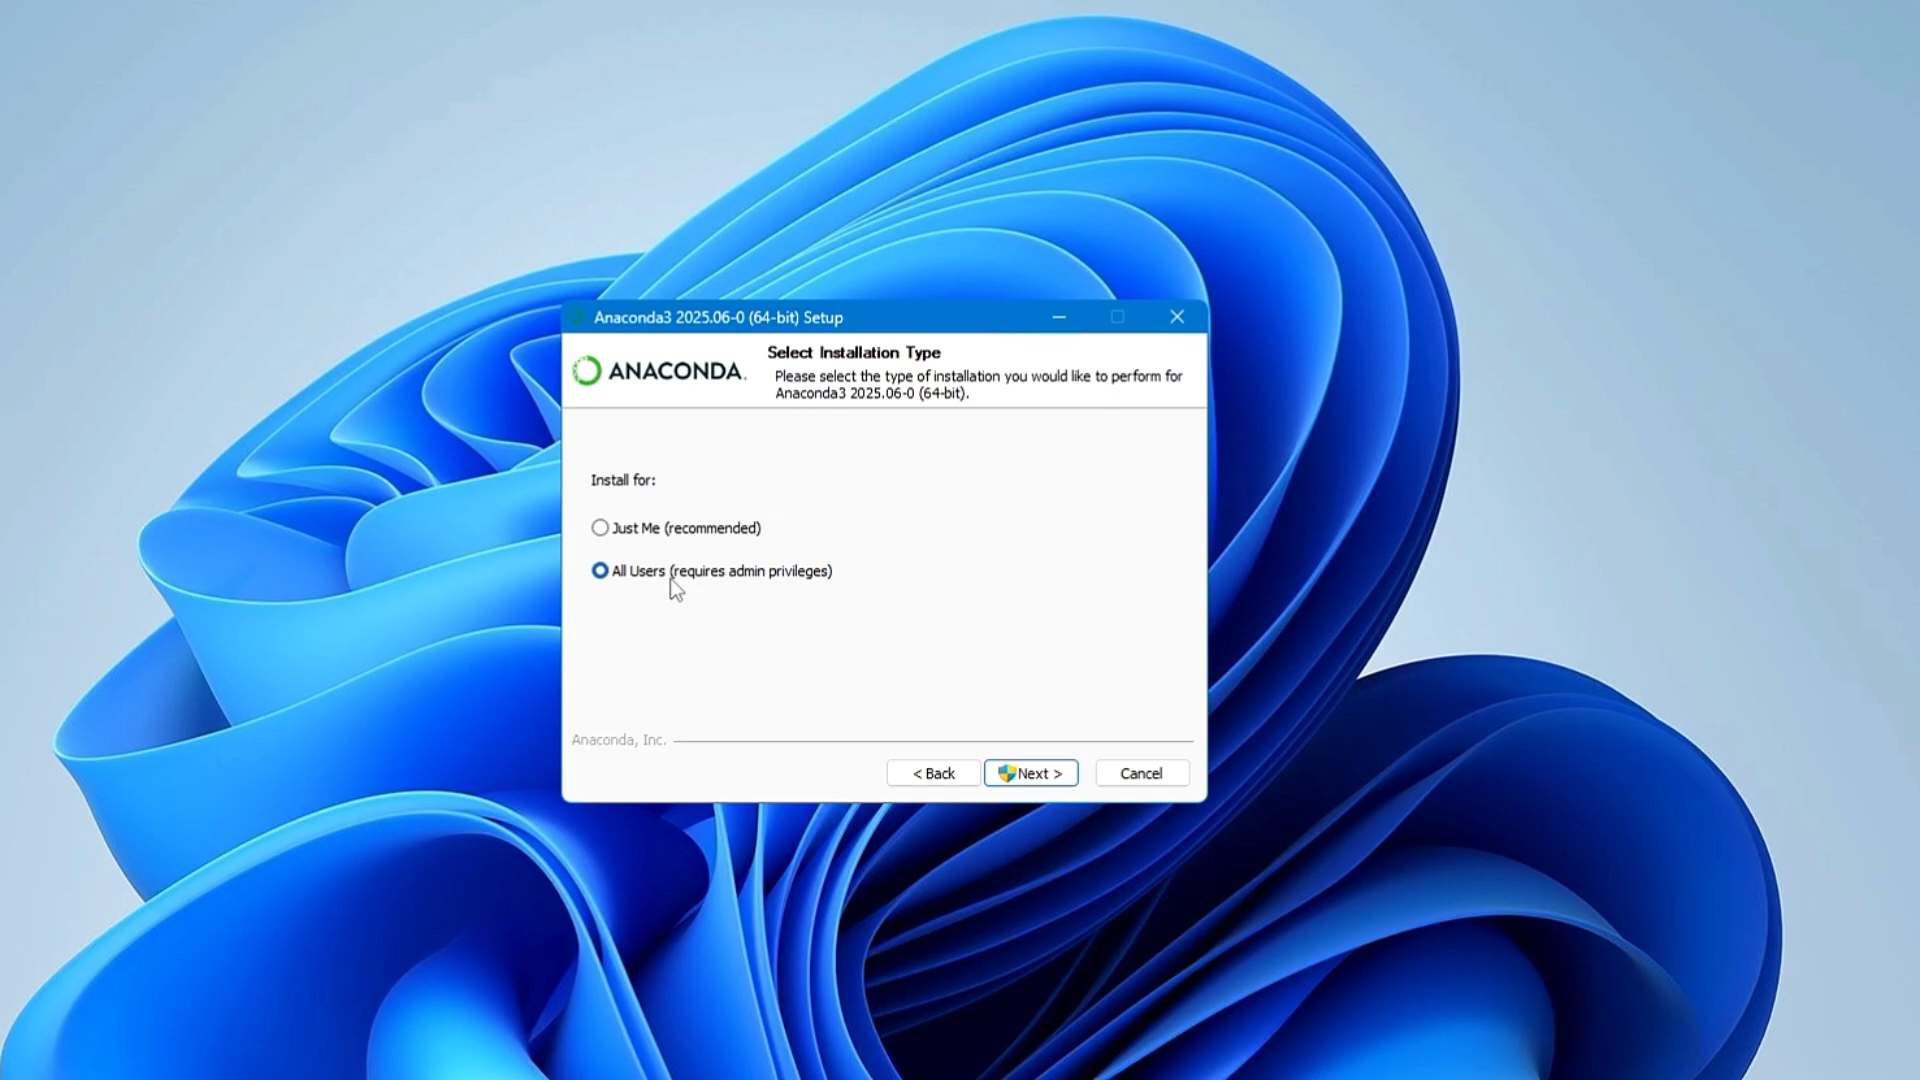 Anaconda3 2025.06-0 (64-bit) Setup
ANACONDA.
Select Installation Type
Please select the type of installation you would like to perform for
Anaconda3 2025.06-0 (64-bit).
Install for:
Just Me (recommended)
All Users (requires admin privileges)
Anaconda, Inc.
< Back
Next >
Cancel